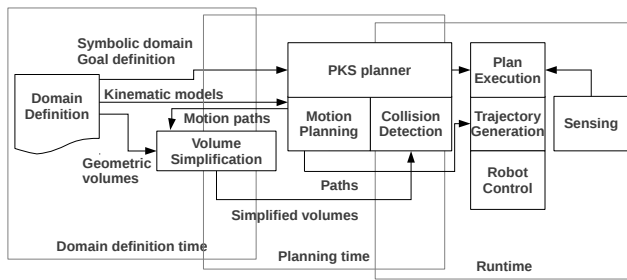 Symbolic domain
Goal definition
PKS planner
Plan
Execution
Domain
Definition
Kinematic models
Motion paths
Motion
Planning
Collision
Detection
Trajectory
Generation
Sensing
Geometric
volumes
Volume
Simplification
Paths
Robot
Control
Simplified volumes
Domain definition time
Planning time
Runtime